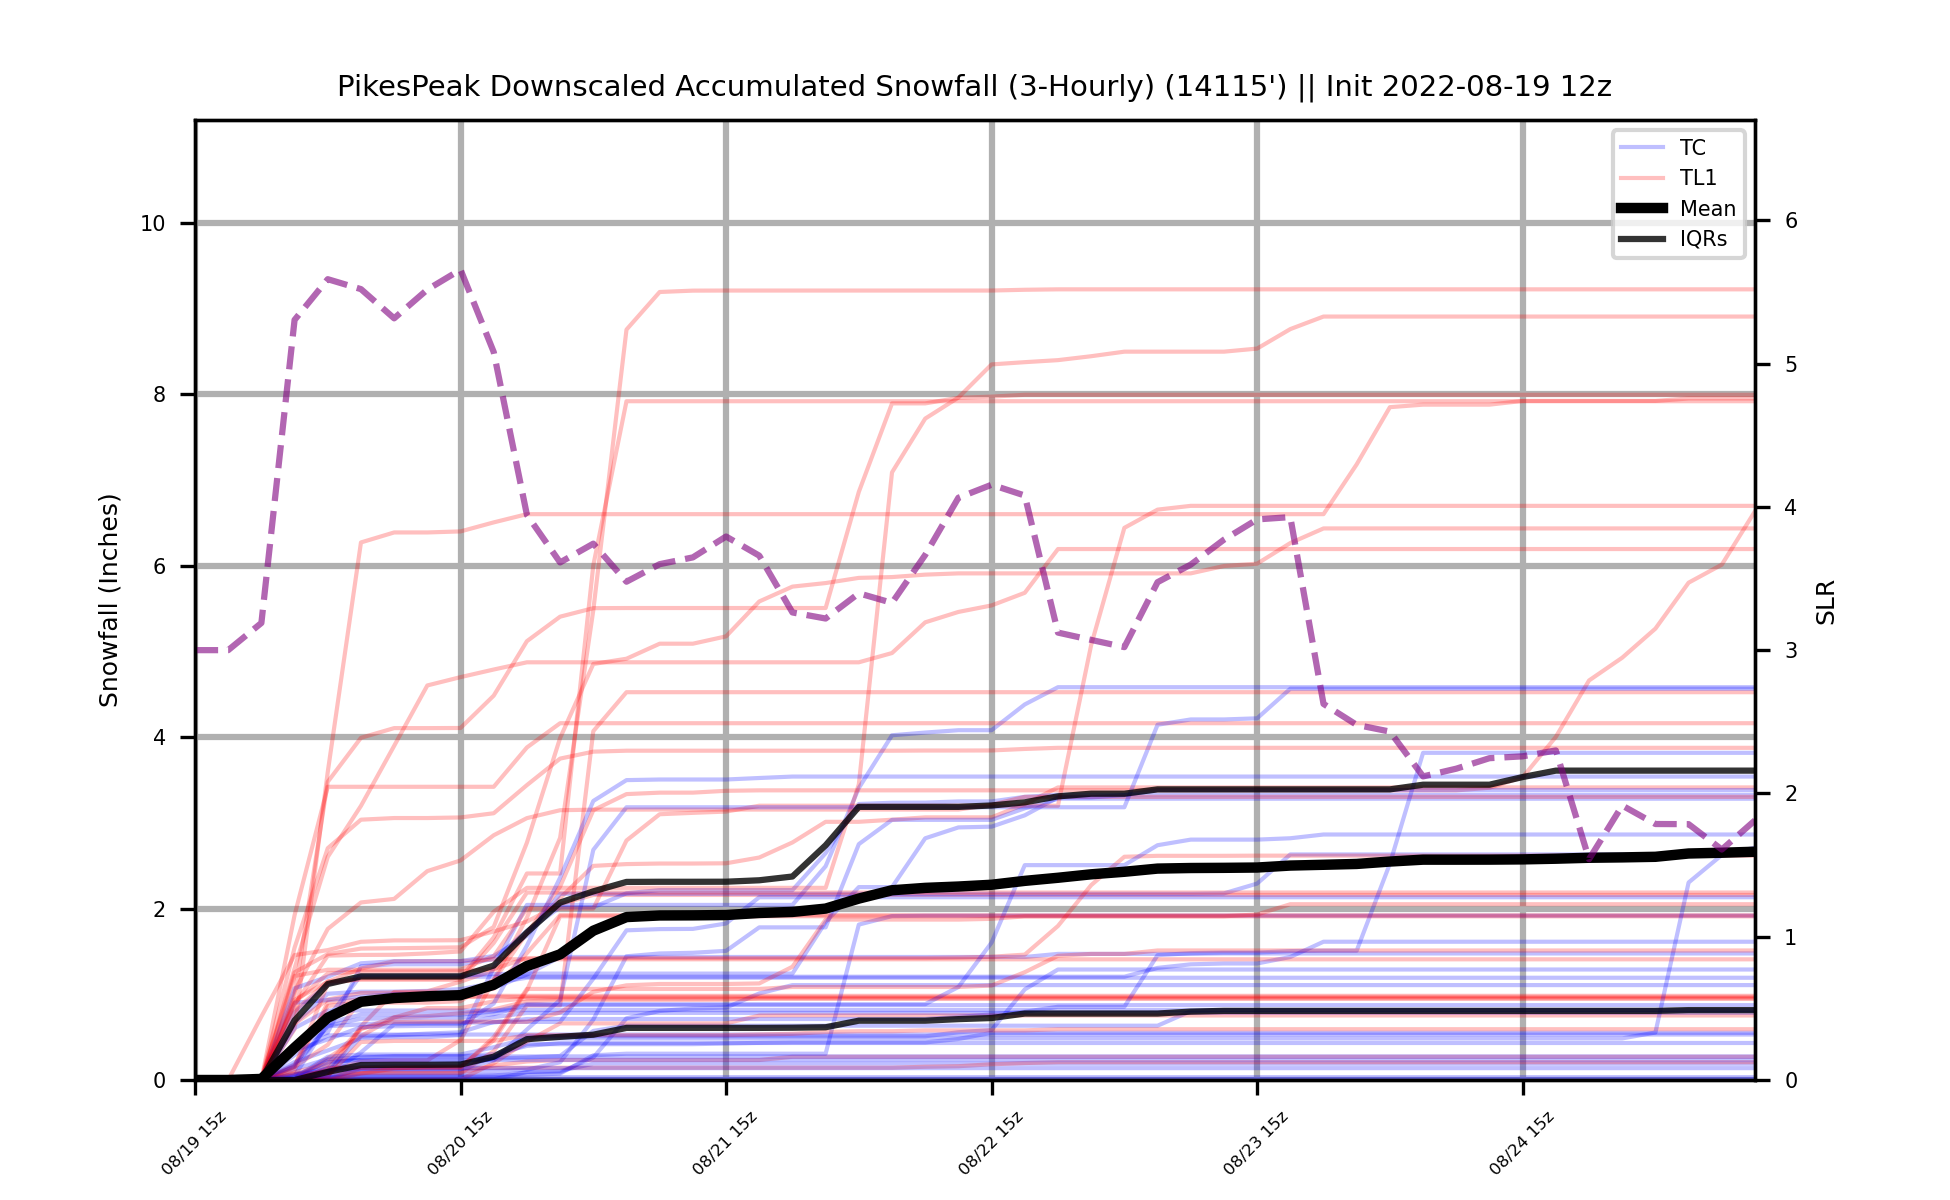 PikesPeak Downscaled Accumulated Snowfall (3-Hourly) (14115') || Init 2022-08-19 12z
TC
TL1
Mean
IQRs
Snowfall (Inches)
10
8
6
4
2
0
6
5
4
3
2
1
0
SLR
08/19 15z
08/20 15z
08/21 15z
08/22 15z
08/23 15z
08/24 15z